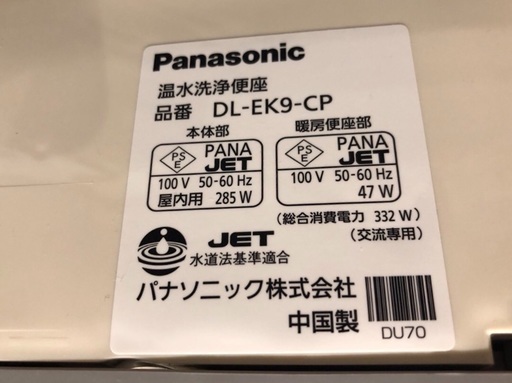 Panasonic
温水洗浄便座
品番 DL-EK9-CP
本体部
PS E PANA JET
100 V 50-60 Hz
屋内用 285 W
暖房便座部
PS E PANA JET
100 V 50-60 Hz
47 W
(総合消費電力 332 W)
(交流専用)
JET
水道法基準適合
パナソニック株式会社
中国製
DU70